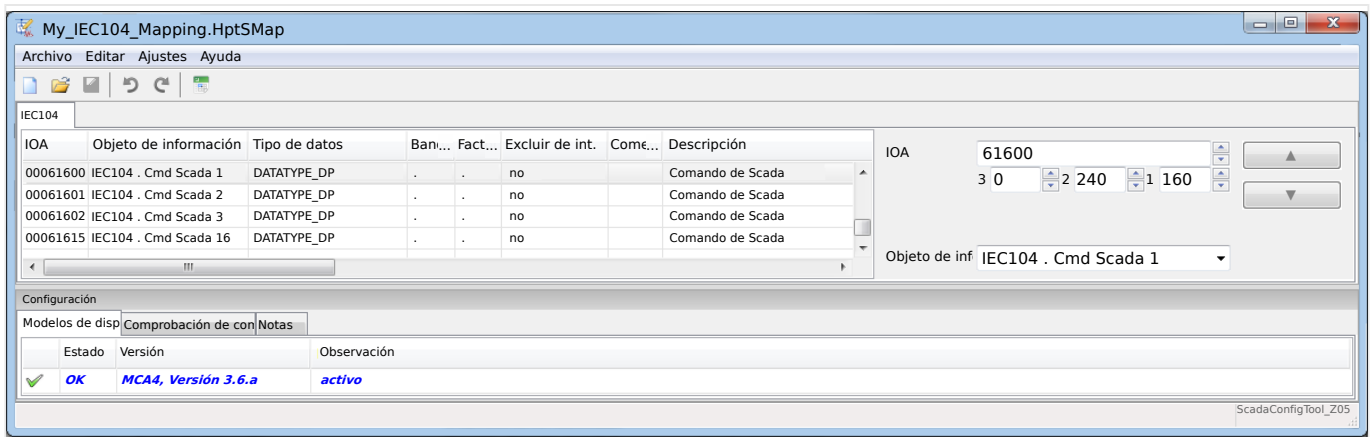 My_IEC104_Mapping.HptSMap
Archivo Editar Ajustes Ayuda
IEC104
IOA Objeto de información Tipo de datos Ban... Fact... Excluir de int. Come... Descripción
00061600 IEC104 . Cmd Scada 1 DATATYPE_DP . . no Comando de Scada
00061601 IEC104 . Cmd Scada 2 DATATYPE_DP . . no Comando de Scada
00061602 IEC104 . Cmd Scada 3 DATATYPE_DP . . no Comando de Scada
00061615 IEC104 . Cmd Scada 16 DATATYPE_DP . . no Comando de Scada
IOA 61600
3 0 2 240 1 160
Objeto de inf IEC104 . Cmd Scada 1
Configuración
Modelos de disp Comprobación de con Notas
Estado Versión Observación
OK MCA4, Versión 3.6.a activo
ScadaConfigTool_Z05